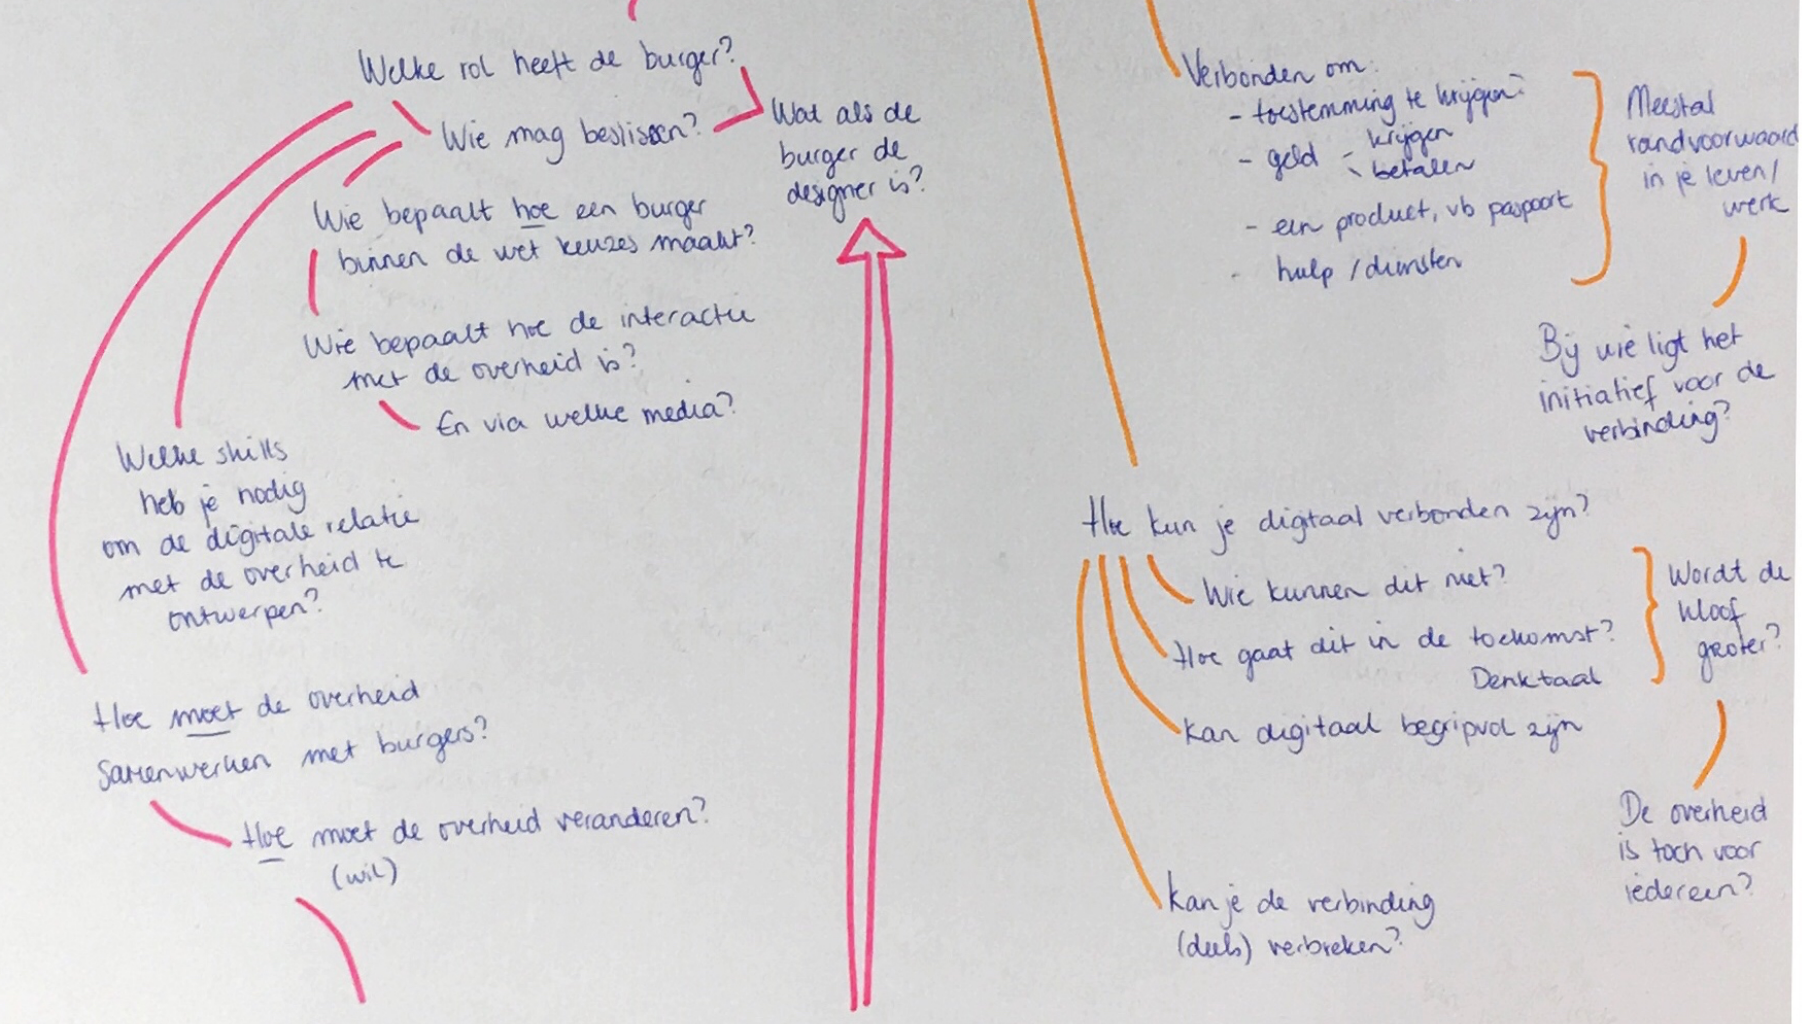 Welke rol heeft de burger?
Wie mag beslissen?
Wat als de
burger de
designer is?
Wie bepaalt hoe een burger
binnen de wet keuzes maakt?
Wie bepaalt hoe de interactie
met de overheid is?
En via welke media?
Welke skills
heb je nodig
om de digitale relatie
met de overheid te
ontwerpen?
Hoe moet de overheid
samenwerken met burgers?
Hoe moet de overheid veranderen?
(wil)
Verbonden om:
- toestemming te krijgen?
- geld - krijgen
- betalen
- een product, vb paspoort
- hulp / diensten
Meestal
randvoorwaard
in je leven/
werk
Bij wie ligt het
initiatief voor de
verbinding?
Hoe kun je digitaal verbonden zijn?
Wie kunnen dit niet?
Hoe gaat dit in de toekomst?
Denktaal
Kan digitaal begripvol zijn
Wordt de
kloof
groter?
De overheid
is toch voor
iedereen?
Kan je de verbinding
(deels) verbreken?